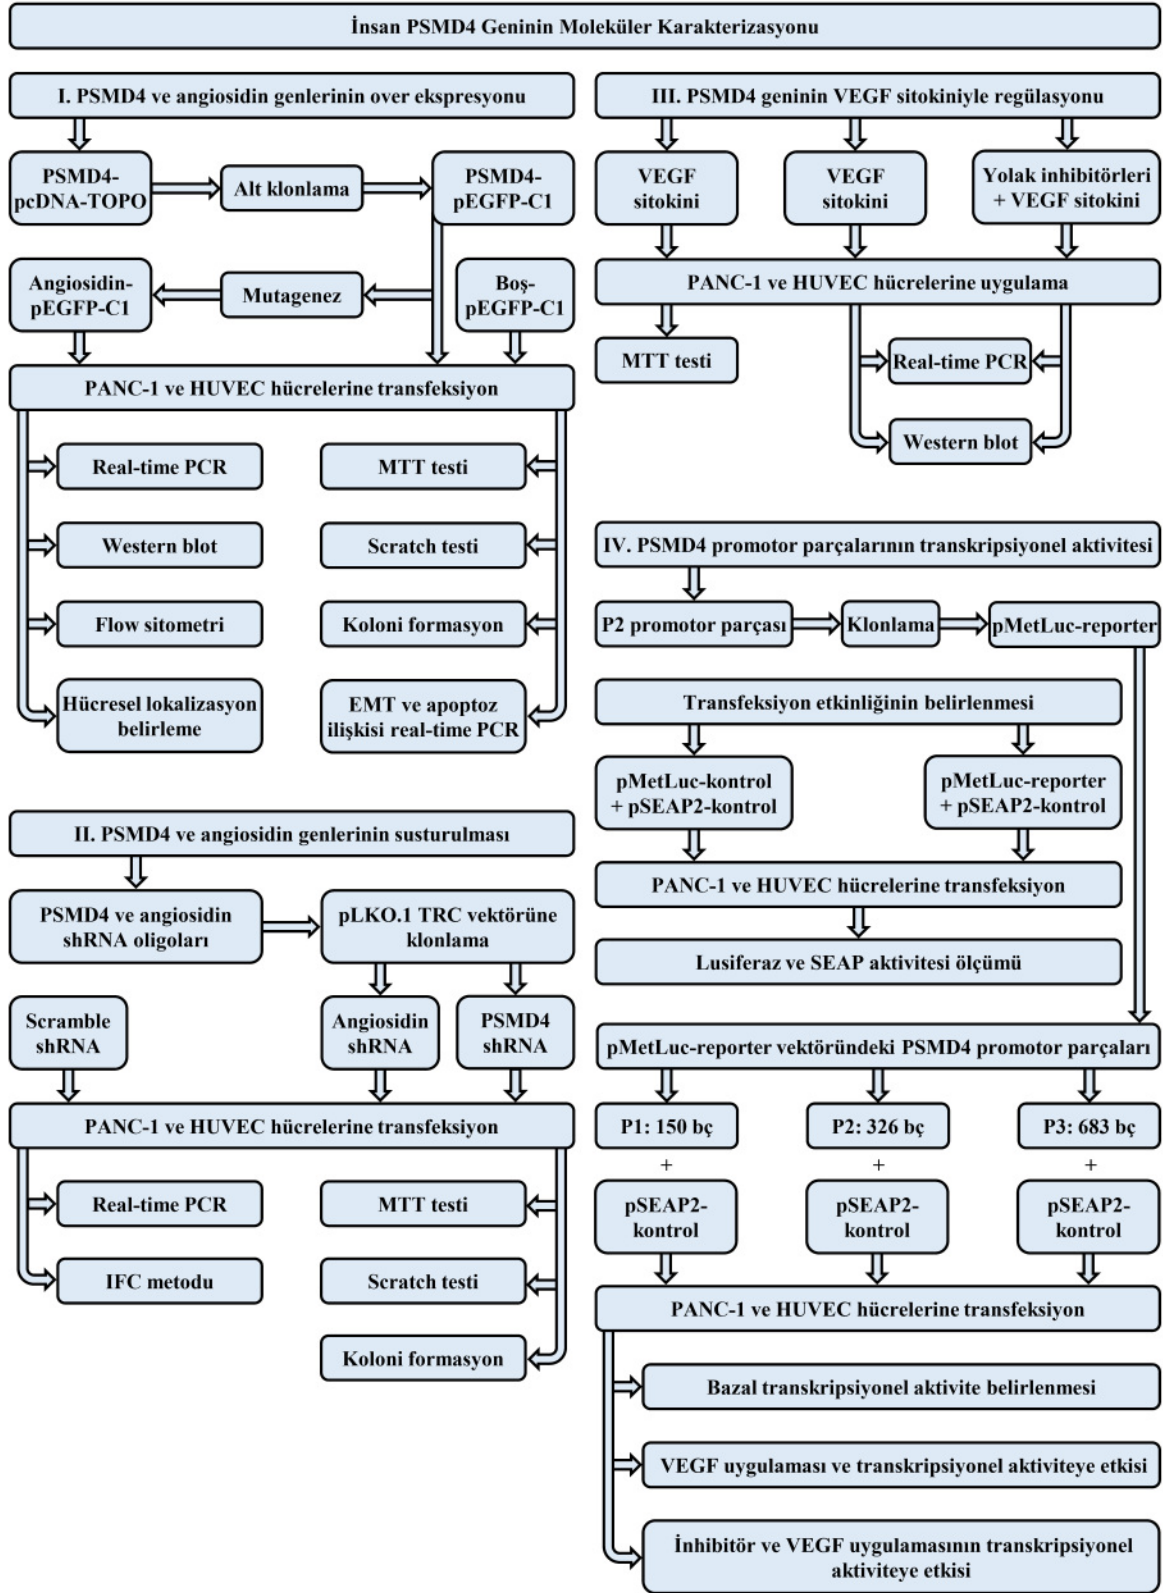 İnsan PSMD4 Geninin Moleküler Karakterizasyonu
I. PSMD4 ve angiosidin genlerinin over ekspresyonu
PSMD4-
pcDNA-TOPO
Alt klonlama
PSMD4-
pEGFP-C1
Angiosidin-
pEGFP-C1
Mutagenez
Boş-
pEGFP-C1
PANC-1 ve HUVEC hücrelerine transfeksiyon
Real-time PCR
MTT testi
Western blot
Scratch testi
Flow sitometri
Koloni formasyon
Hücresel lokalizasyon
belirleme
EMT ve apoptoz
ilişkisi real-time PCR
II. PSMD4 ve angiosidin genlerinin susturulması
PSMD4 ve angiosidin
shRNA oligoları
pLKO.1 TRC vektörüne
klonlama
Scramble
shRNA
Angiosidin
shRNA
PSMD4
shRNA
PANC-1 ve HUVEC hücrelerine transfeksiyon
Real-time PCR
MTT testi
IFC metodu
Scratch testi
Koloni formasyon
III. PSMD4 geninin VEGF sitokiniyle regülasyonu
VEGF
sitokini
VEGF
sitokini
Yolak inhibitörleri
+ VEGF sitokini
PANC-1 ve HUVEC hücrelerine uygulama
MTT testi
Real-time PCR
Western blot
IV. PSMD4 promotor parçalarının transkripsiyonel aktivitesi
P2 promotor parçası
Klonlama
pMetLuc-reporter
Transfeksiyon etkinliğinin belirlenmesi
pMetLuc-kontrol
+ pSEAP2-kontrol
pMetLuc-reporter
+ pSEAP2-kontrol
PANC-1 ve HUVEC hücrelerine transfeksiyon
Lusiferaz ve SEAP aktivitesi ölçümü
pMetLuc-reporter vektöründeki PSMD4 promotor parçaları
P1: 150 bç
P2: 326 bç
P3: 683 bç
+
+
+
pSEAP2-
kontrol
pSEAP2-
kontrol
pSEAP2-
kontrol
PANC-1 ve HUVEC hücrelerine transfeksiyon
Bazal transkripsiyonel aktivite belirlenmesi
VEGF uygulaması ve transkripsiyonel aktiviteye etkisi
İnhibitör ve VEGF uygulamasının transkripsiyonel
aktiviteye etkisi